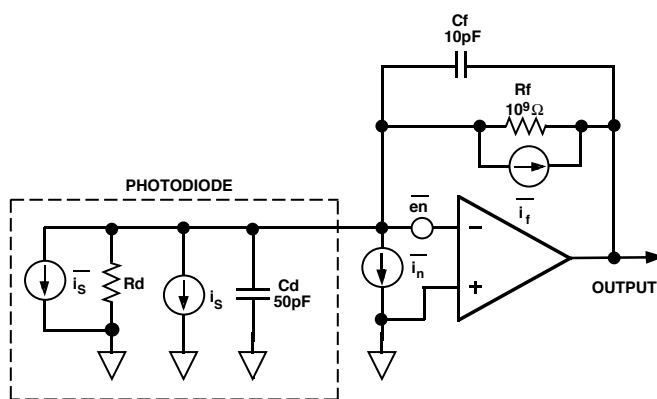 Cf
10pF
Rf
10⁹Ω
PHOTODIODE
en
i_f
i_S
Rd
i_S
Cd
50pF
i_n
−
+
OUTPUT